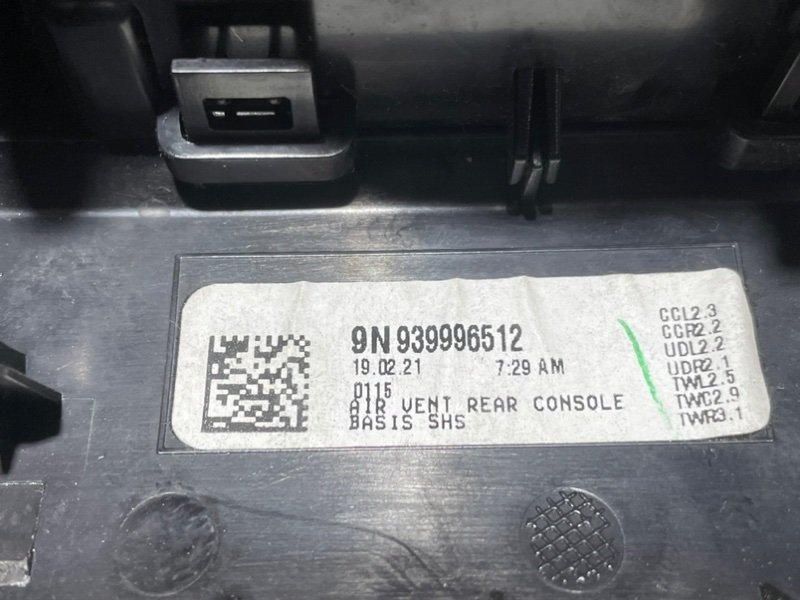 9N 939996512
19.02.21 7:29 AM
0115
AIR VENT REAR CONSOLE
BASIS SHS
CCL2.3
CCR2.2
UDL2.2
UDR2.1
TWL2.5
TWC2.9
TWR3.1